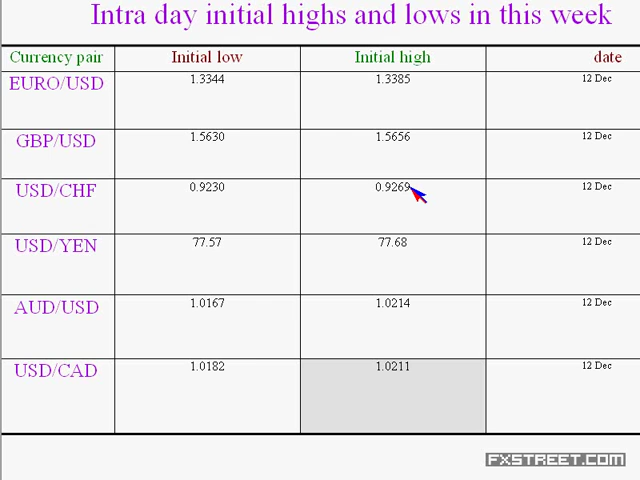 Intra day initial highs and lows in this week
Currency pair Initial low Initial high date
EURO/USD 1.3344 1.3385 12 Dec
GBP/USD 1.5630 1.5656 12 Dec
USD/CHF 0.9230 0.9269 12 Dec
USD/YEN 77.57 77.68 12 Dec
AUD/USD 1.0167 1.0214 12 Dec
USD/CAD 1.0182 1.0211 12 Dec
FXSTREET.COM